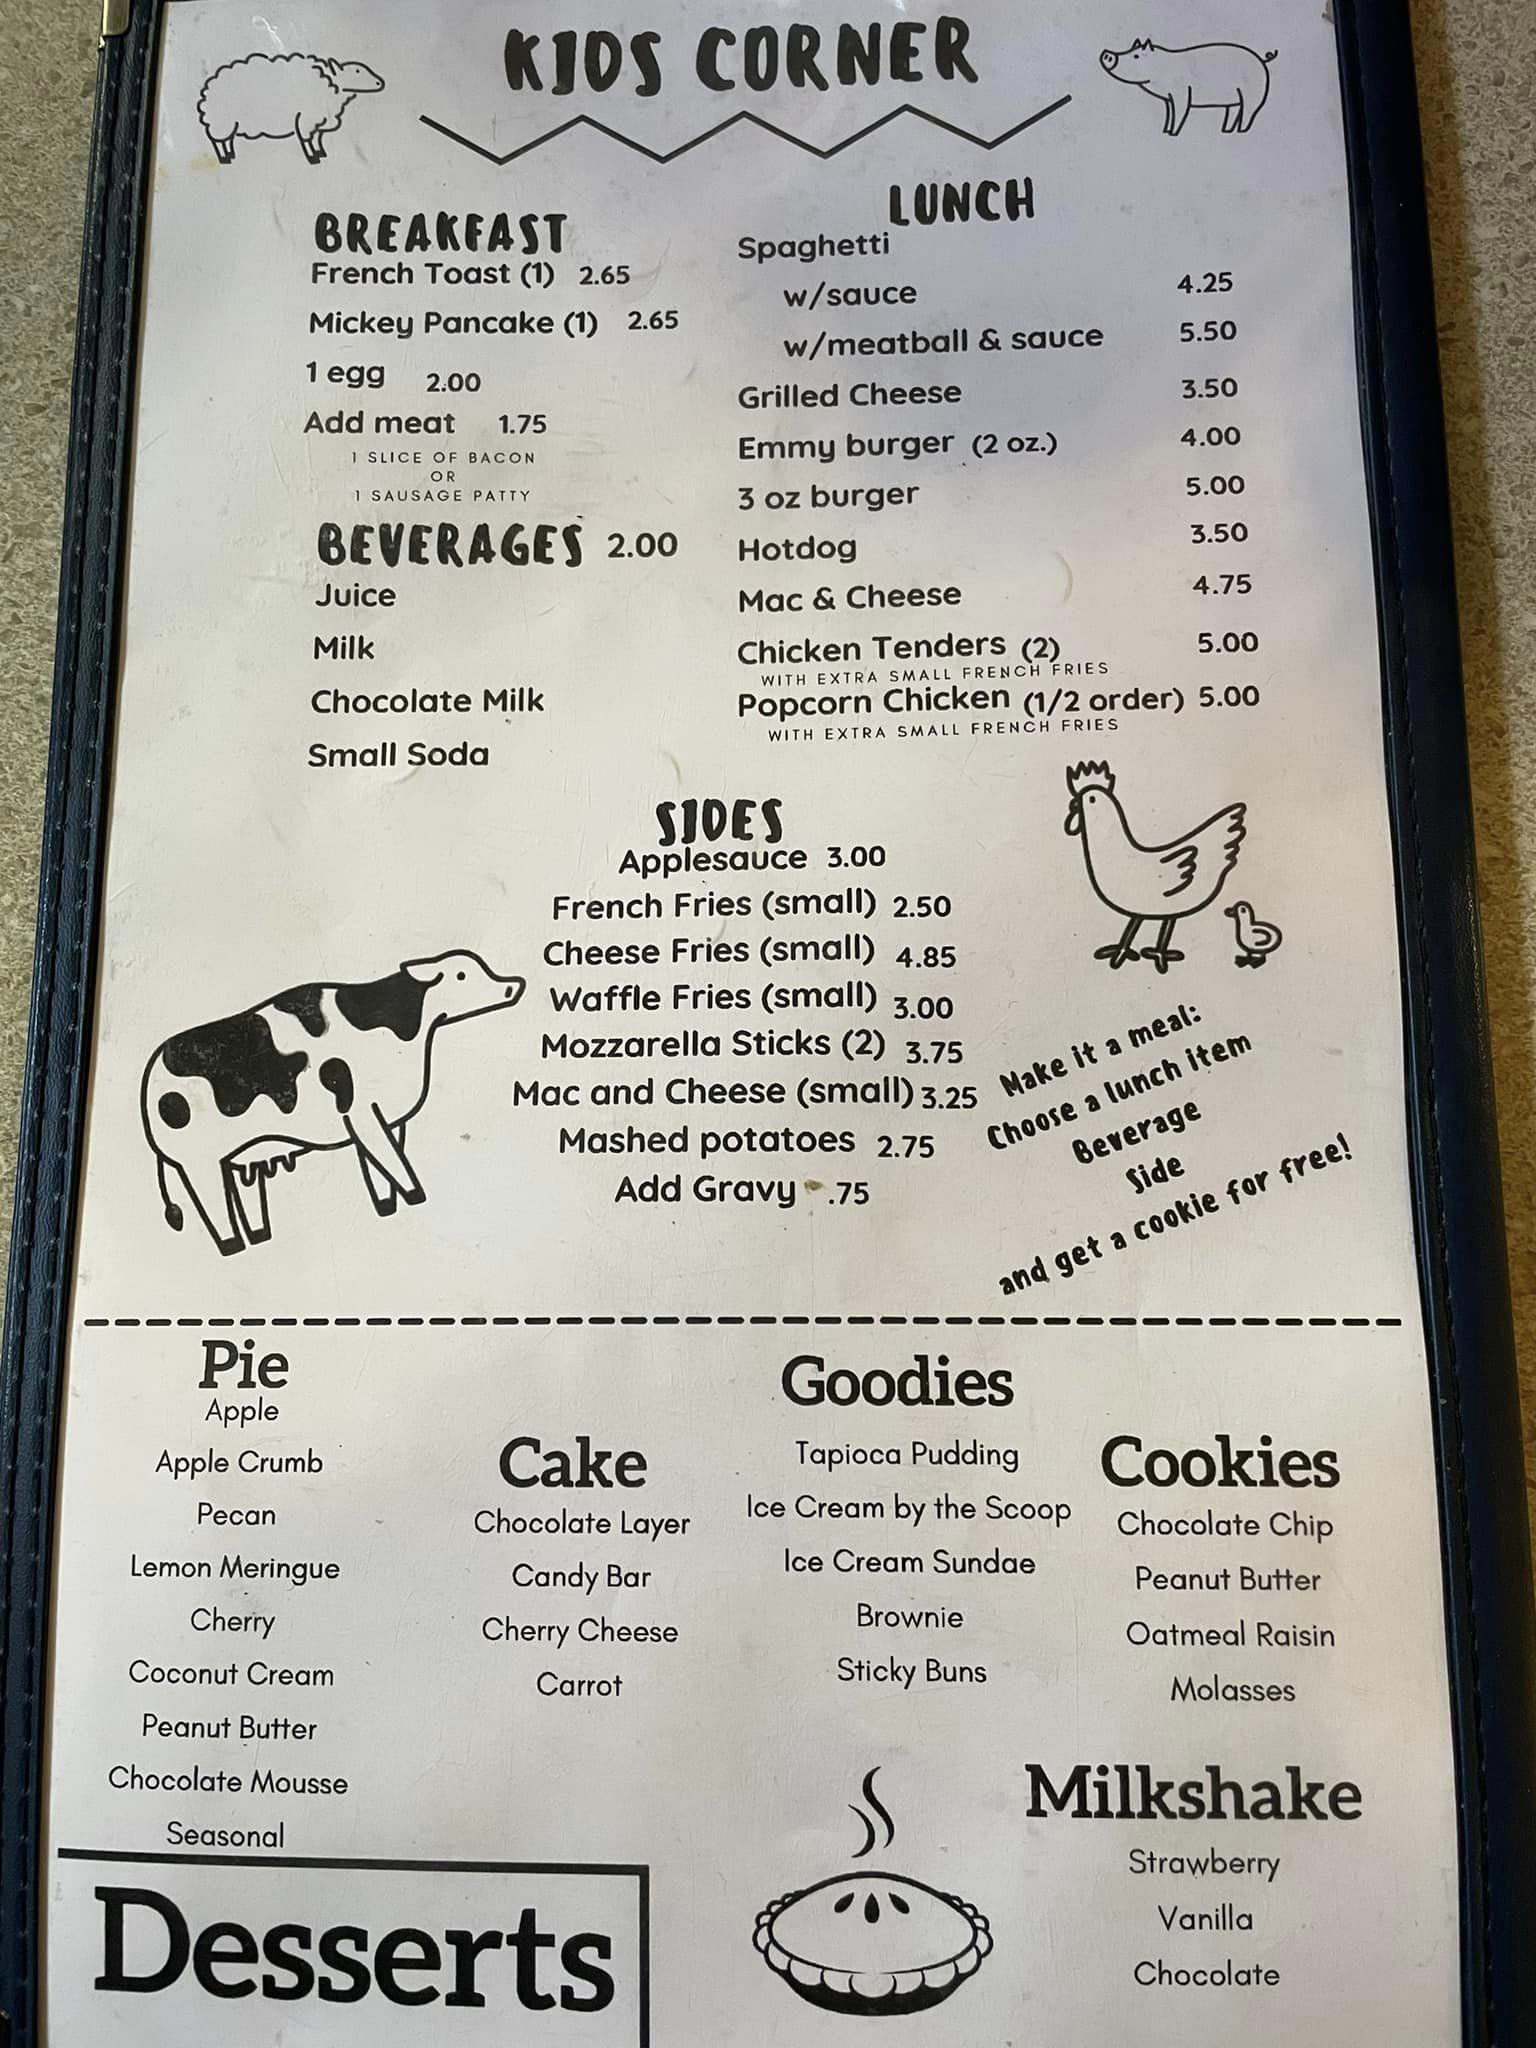 KIDS CORNER
BREAKFAST
French Toast (1) 2.65
Mickey Pancake (1) 2.65
1 egg 2.00
Add meat 1.75
1 SLICE OF BACON
OR
1 SAUSAGE PATTY
BEVERAGES 2.00
Juice
Milk
Chocolate Milk
Small Soda
LUNCH
Spaghetti
w/sauce 4.25
w/meatball & sauce 5.50
Grilled Cheese 3.50
Emmy burger (2 oz.) 4.00
3 oz burger 5.00
Hotdog 3.50
Mac & Cheese 4.75
Chicken Tenders (2) 5.00
WITH EXTRA SMALL FRENCH FRIES
Popcorn Chicken (1/2 order) 5.00
WITH EXTRA SMALL FRENCH FRIES
SIDES
Applesauce 3.00
French Fries (small) 2.50
Cheese Fries (small) 4.85
Waffle Fries (small) 3.00
Mozzarella Sticks (2) 3.75
Mac and Cheese (small) 3.25
Mashed potatoes 2.75
Add Gravy .75
Make it a meal:
Choose a lunch item
Beverage
Side
and get a cookie for free!
Pie
Apple
Apple Crumb
Pecan
Lemon Meringue
Cherry
Coconut Cream
Peanut Butter
Chocolate Mousse
Seasonal
Cake
Chocolate Layer
Candy Bar
Cherry Cheese
Carrot
Goodies
Tapioca Pudding
Ice Cream by the Scoop
Ice Cream Sundae
Brownie
Sticky Buns
Cookies
Chocolate Chip
Peanut Butter
Oatmeal Raisin
Molasses
Milkshake
Strawberry
Vanilla
Chocolate
Desserts